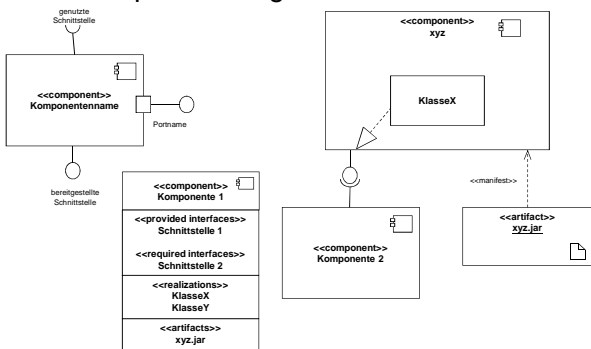 genutzte
Schnittstelle
<<component>>
Komponentenname
Portname
bereitgestellte
Schnittstelle
<<component>>
Komponente 1
<<provided interfaces>>
Schnittstelle 1
<<required interfaces>>
Schnittstelle 2
<<realizations>>
KlasseX
KlasseY
<<artifacts>>
xyz.jar
<<component>>
xyz
KlasseX
<<manifest>>
<<component>>
Komponente 2
<<artifact>>
xyz.jar